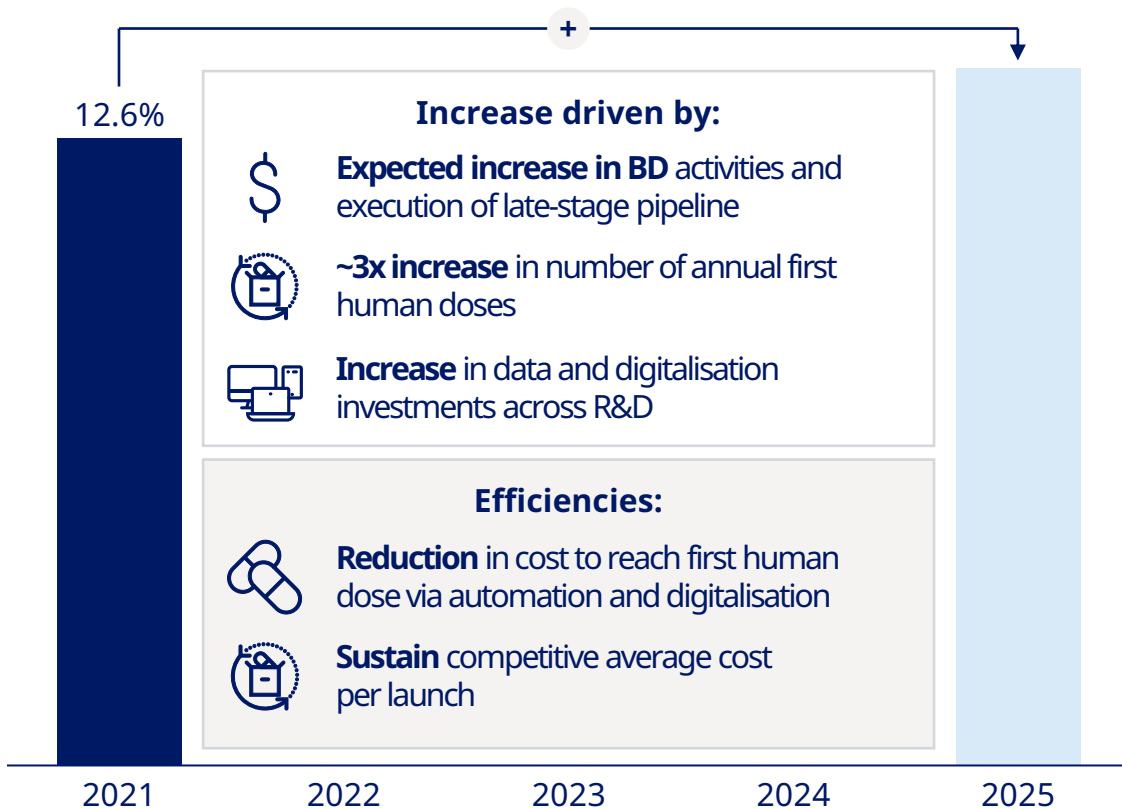 +
12.6%
Increase driven by:
Expected increase in BD activities and
execution of late-stage pipeline
~3x increase in number of annual first
human doses
Increase in data and digitalisation
investments across R&D
Efficiencies:
Reduction in cost to reach first human
dose via automation and digitalisation
Sustain competitive average cost
per launch
2021 2022 2023 2024 2025